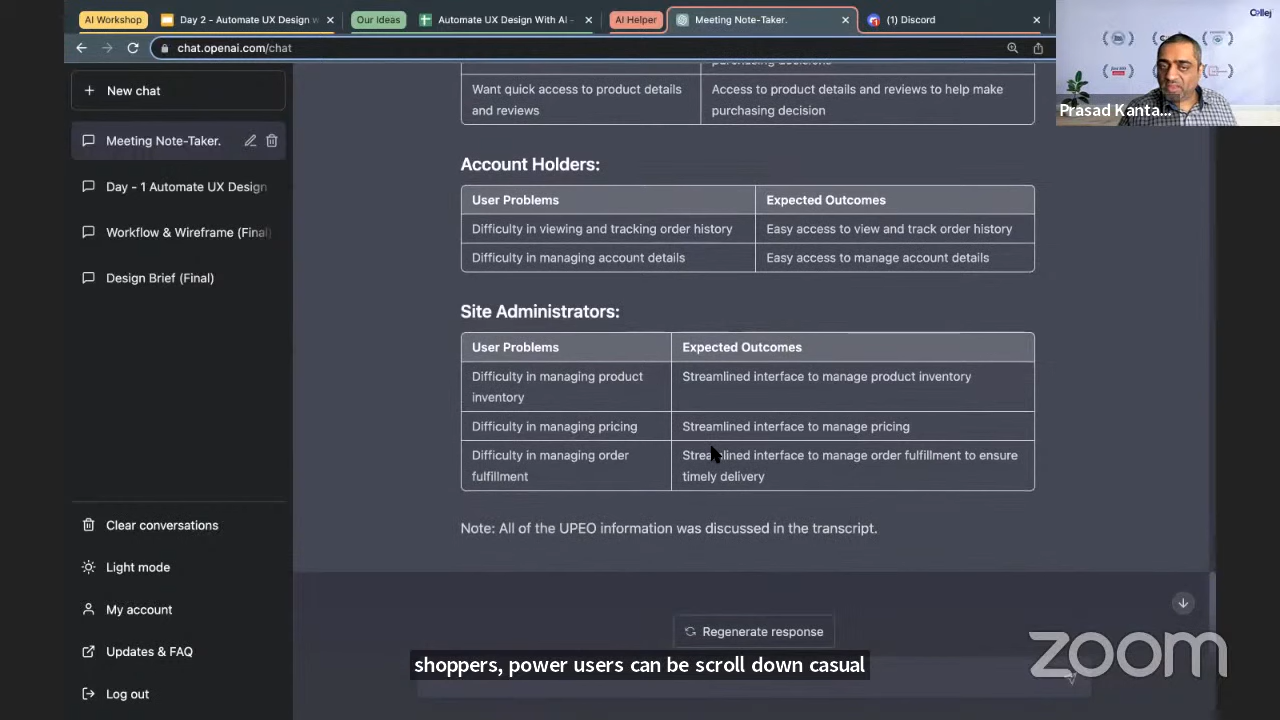 AI Workshop
Day 2 - Automate UX Design w
Our Ideas
Automate UX Design With AI -
AI Helper
Meeting Note-Taker.
(1) Discord
chat.openai.com/chat
Collej
Prasad Kanta...
New chat
Meeting Note-Taker.
Day - 1 Automate UX Design
Workflow & Wireframe (Final)
Design Brief (Final)
Clear conversations
Light mode
My account
Updates & FAQ
Log out
purchasing decisions
Want quick access to product details
and reviews
Access to product details and reviews to help make
purchasing decision
Account Holders:
User Problems
Expected Outcomes
Difficulty in viewing and tracking order history
Easy access to view and track order history
Difficulty in managing account details
Easy access to manage account details
Site Administrators:
User Problems
Expected Outcomes
Difficulty in managing product
inventory
Streamlined interface to manage product inventory
Difficulty in managing pricing
Streamlined interface to manage pricing
Difficulty in managing order
fulfillment
Streamlined interface to manage order fulfillment to ensure
timely delivery
Note: All of the UPEO information was discussed in the transcript.
Regenerate response
shoppers, power users can be scroll down casual
zoom